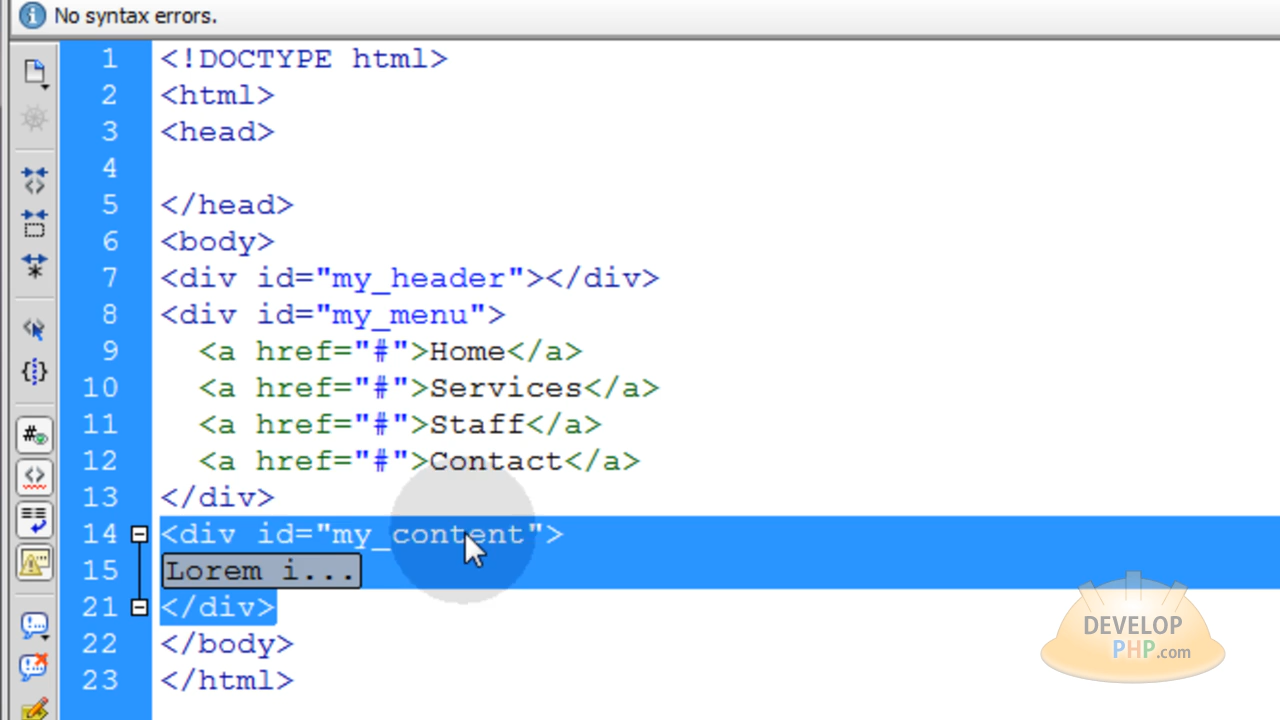 No syntax errors.
1 <!DOCTYPE html>
2 <html>
3 <head>
4
5 </head>
6 <body>
7 <div id="my_header"></div>
8 <div id="my_menu">
9   <a href="#">Home</a>
10   <a href="#">Services</a>
11   <a href="#">Staff</a>
12   <a href="#">Contact</a>
13 </div>
14 <div id="my_content">
15 Lorem i...
21 </div>
22 </body>
23 </html>
DEVELOP
PHP.com